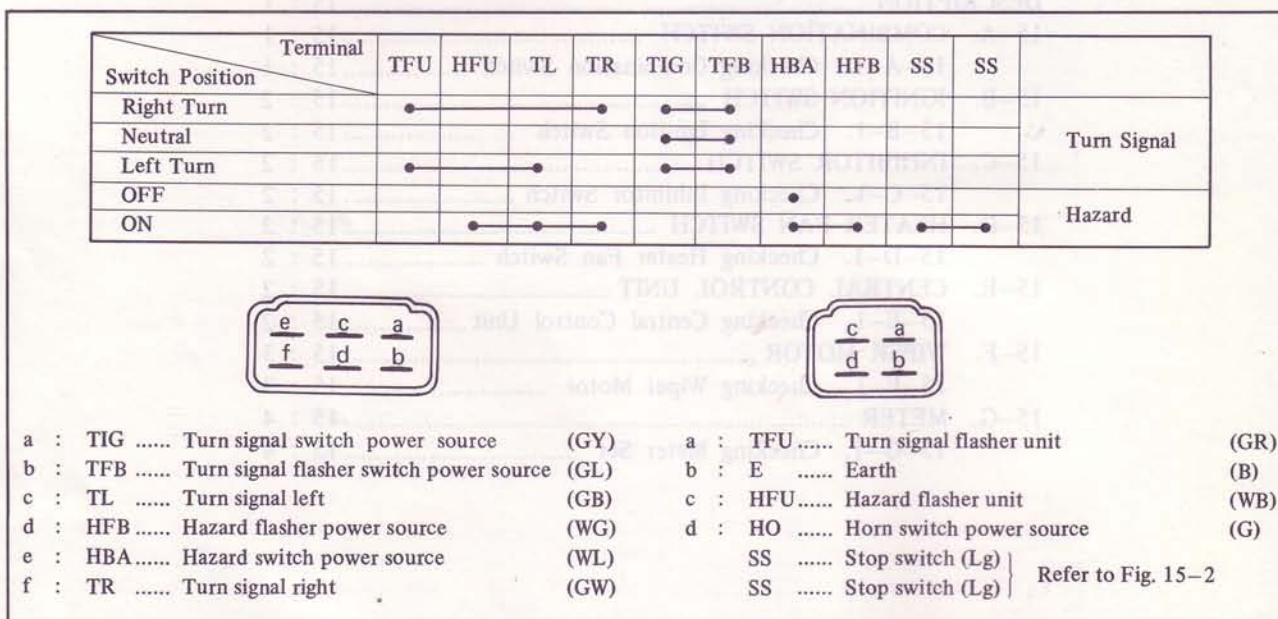 Terminal
Switch Position TFU HFU TL TR TIG TFB HBA HFB SS SS
Right Turn
Neutral Turn Signal
Left Turn
OFF
Hazard
ON
e c a
f d b
c a
d b
a : TIG ...... Turn signal switch power source (GY)
b : TFB ...... Turn signal flasher switch power source (GL)
c : TL ...... Turn signal left (GB)
d : HFB ...... Hazard flasher power source (WG)
e : HBA ...... Hazard switch power source (WL)
f : TR ...... Turn signal right (GW)
a : TFU ...... Turn signal flasher unit (GR)
b : E ...... Earth (B)
c : HFU ...... Hazard flasher unit (WB)
d : HO ...... Horn switch power source (G)
SS ...... Stop switch (Lg)
SS ...... Stop switch (Lg)
Refer to Fig. 15–2